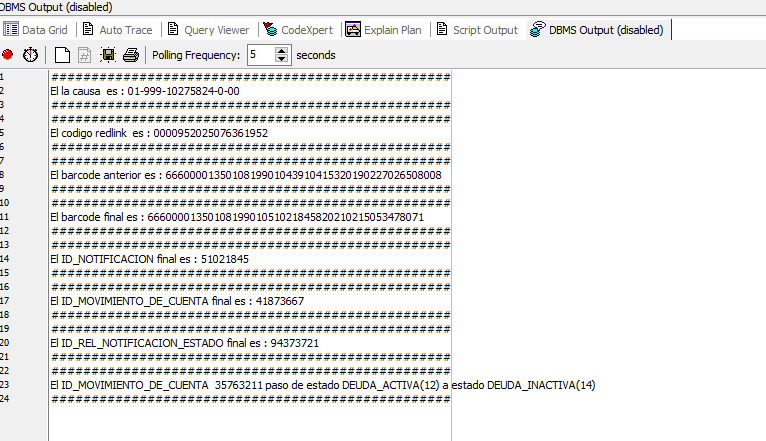 DBMS Output (disabled)
Data Grid Auto Trace Query Viewer CodeXpert Explain Plan Script Output DBMS Output (disabled)
Polling Frequency: 5 seconds
1 ##################################################
2 El la causa es : 01-999-10275824-0-00
3 ##################################################
4 ##################################################
5 El codigo redlink es : 0000952025076361952
6 ##################################################
7 ##################################################
8 El barcode anterior es : 6660000135010819901043910415320190227026508008
9 ##################################################
10 ##################################################
11 El barcode final es : 6660000135010819901051021845820210215053478071
12 ##################################################
13 ##################################################
14 El ID_NOTIFICACION final es : 51021845
15 ##################################################
16 ##################################################
17 El ID_MOVIMIENTO_DE_CUENTA final es : 41873667
18 ##################################################
19 ##################################################
20 El ID_REL_NOTIFICACION_ESTADO final es : 94373721
21 ##################################################
22 ##################################################
23 El ID_MOVIMIENTO_DE_CUENTA 35763211 paso de estado DEUDA_ACTIVA(12) a estado DEUDA_INACTIVA(14)
24 ##################################################